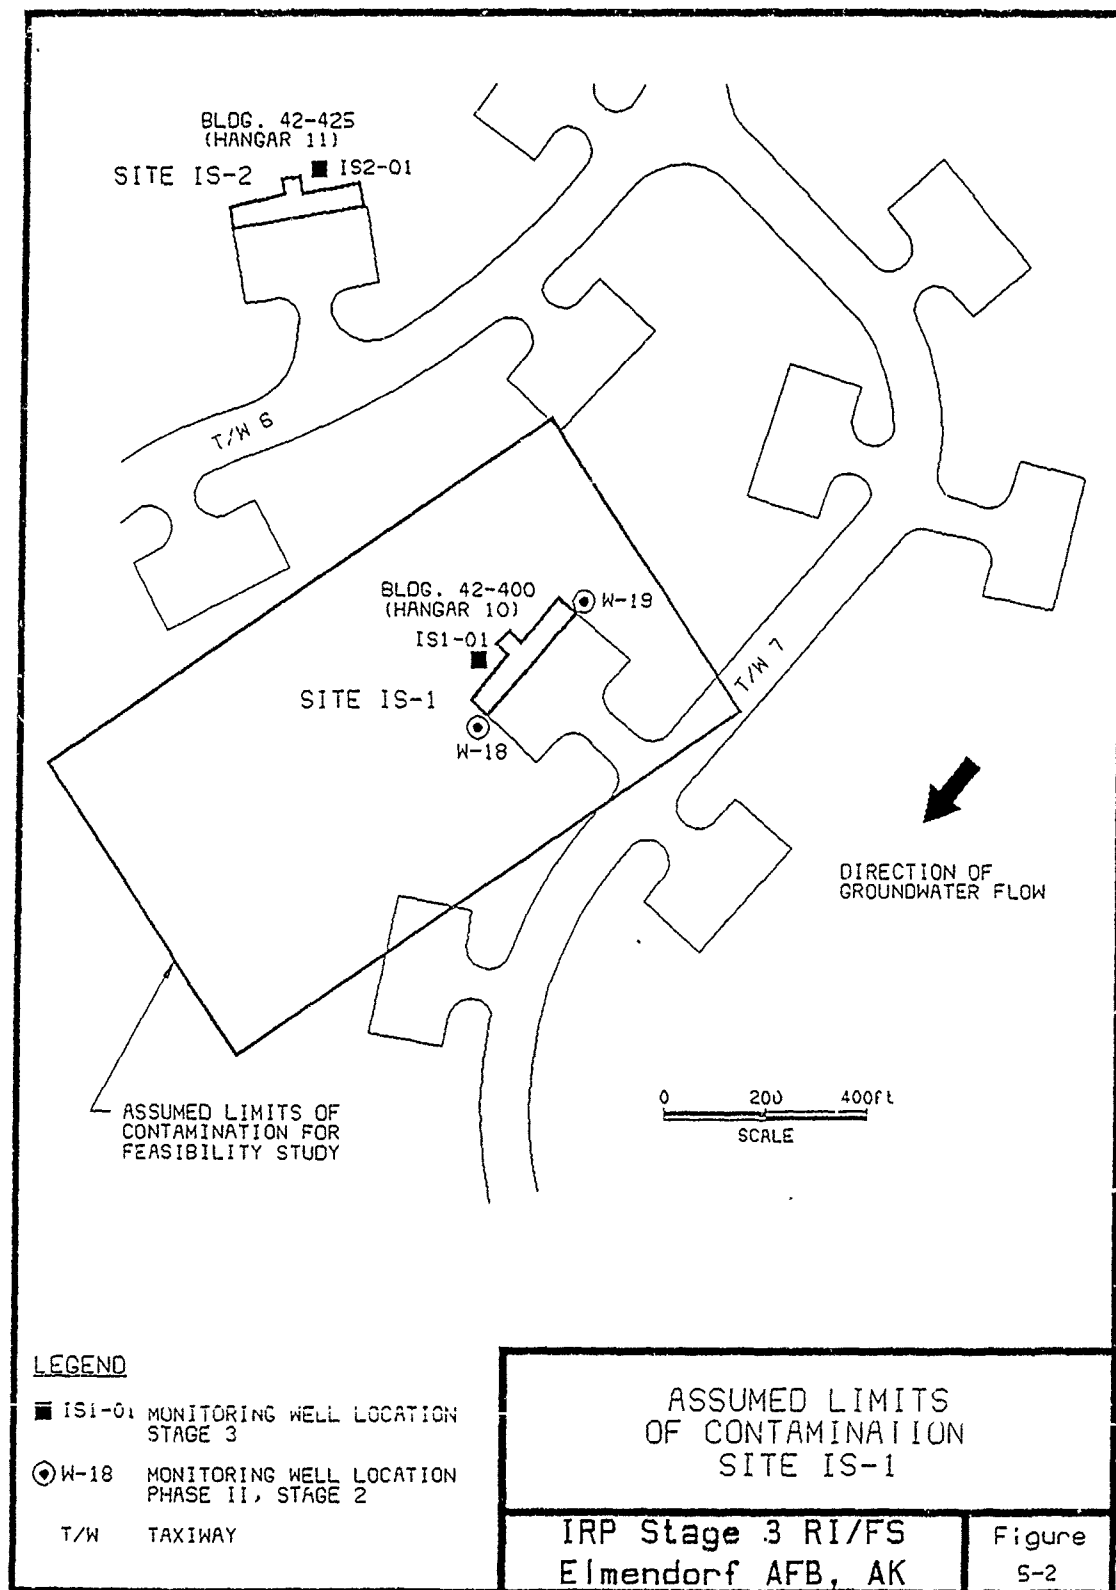 BLDG. 42-425
(HANGAR 11)
SITE IS-2
IS2-01
T/W 6
BLDG. 42-400
(HANGAR 10)
W-19
IS1-01
SITE IS-1
W-18
T/W 7
DIRECTION OF
GROUNDWATER FLOW
0 200 400ft
SCALE
ASSUMED LIMITS OF
CONTAMINATION FOR
FEASIBILITY STUDY
LEGEND
IS1-01 MONITORING WELL LOCATION
STAGE 3
W-18 MONITORING WELL LOCATION
PHASE II, STAGE 2
T/W TAXIWAY
ASSUMED LIMITS
OF CONTAMINATION
SITE IS-1
IRP Stage 3 RI/FS
Elmendorf AFB, AK
Figure
S-2